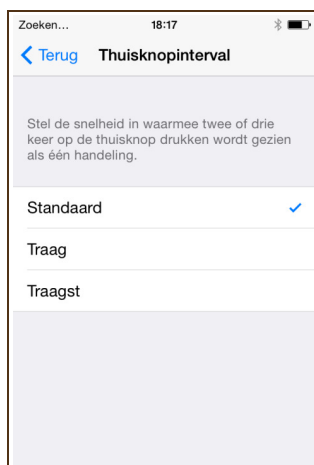 Zoeken... 18:17
Terug Thuisknopinterval
Stel de snelheid in waarmee twee of drie
keer op de thuisknop drukken wordt gezien
als één handeling.
Standaard
Traag
Traagst